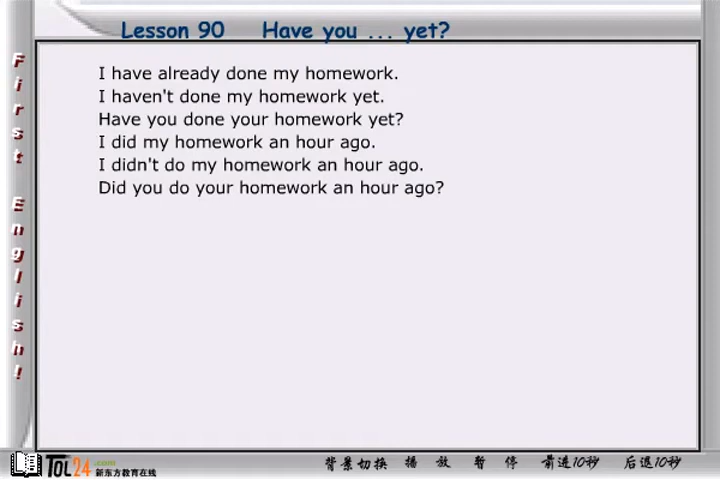 Lesson 90 Have you ... yet?
First English!
I have already done my homework.
I haven't done my homework yet.
Have you done your homework yet?
I did my homework an hour ago.
I didn't do my homework an hour ago.
Did you do your homework an hour ago?
TOL24.com
新东方教育在线
背景切换 播放 暂停 前进10秒 后退10秒